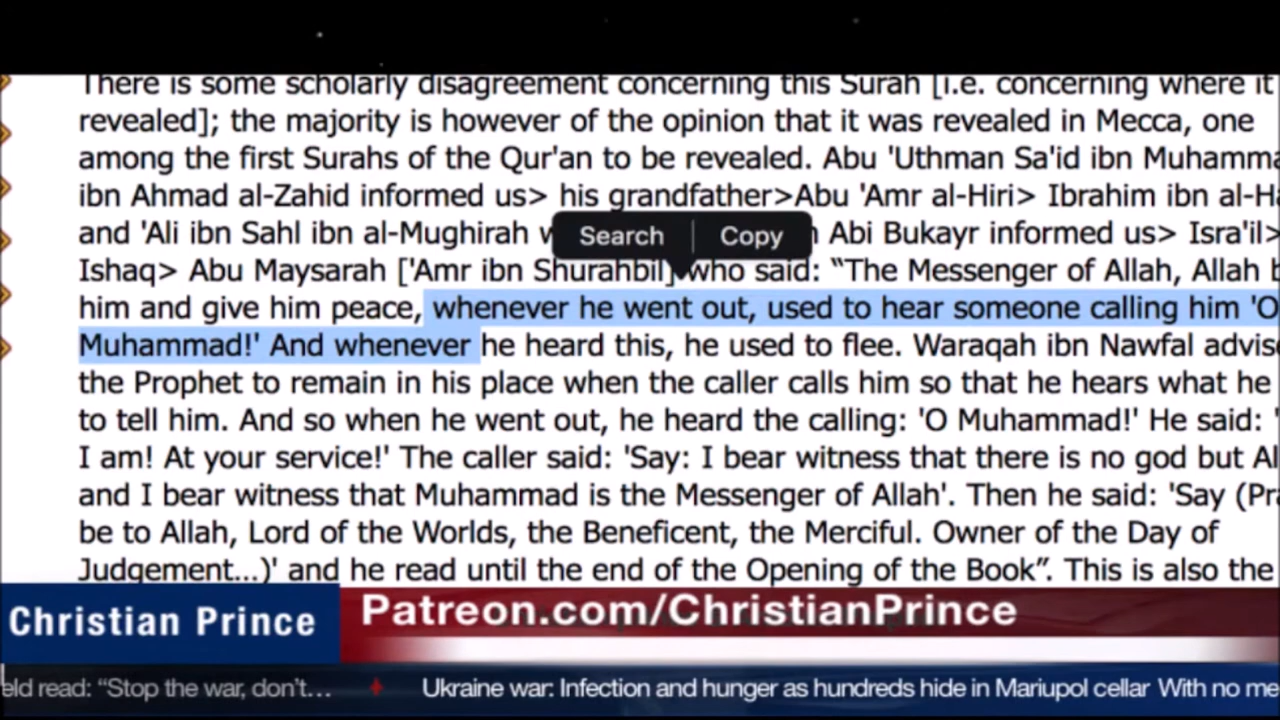 There is some scholarly disagreement concerning this Surah [i.e. concerning where it
revealed]; the majority is however of the opinion that it was revealed in Mecca, one
among the first Surahs of the Qur'an to be revealed. Abu 'Uthman Sa'id ibn Muhamma
ibn Ahmad al-Zahid informed us> his grandfather>Abu 'Amr al-Hiri> Ibrahim ibn al-H
and 'Ali ibn Sahl ibn al-Mughirah Abi Bukayr informed us> Isra'il>
Search Copy
Ishaq> Abu Maysarah ['Amr ibn Shurahbil] who said: “The Messenger of Allah, Allah b
him and give him peace, whenever he went out, used to hear someone calling him 'O
Muhammad!' And whenever he heard this, he used to flee. Waraqah ibn Nawfal advis
the Prophet to remain in his place when the caller calls him so that he hears what he
to tell him. And so when he went out, he heard the calling: 'O Muhammad!' He said: '
I am! At your service!' The caller said: 'Say: I bear witness that there is no god but Al
and I bear witness that Muhammad is the Messenger of Allah'. Then he said: 'Say (Pr
be to Allah, Lord of the Worlds, the Beneficent, the Merciful. Owner of the Day of
Judgement...)' and he read until the end of the Opening of the Book”. This is also the
Christian Prince
Patreon.com/ChristianPrince
eld read: “Stop the war, don’t… Ukraine war: Infection and hunger as hundreds hide in Mariupol cellar With no me